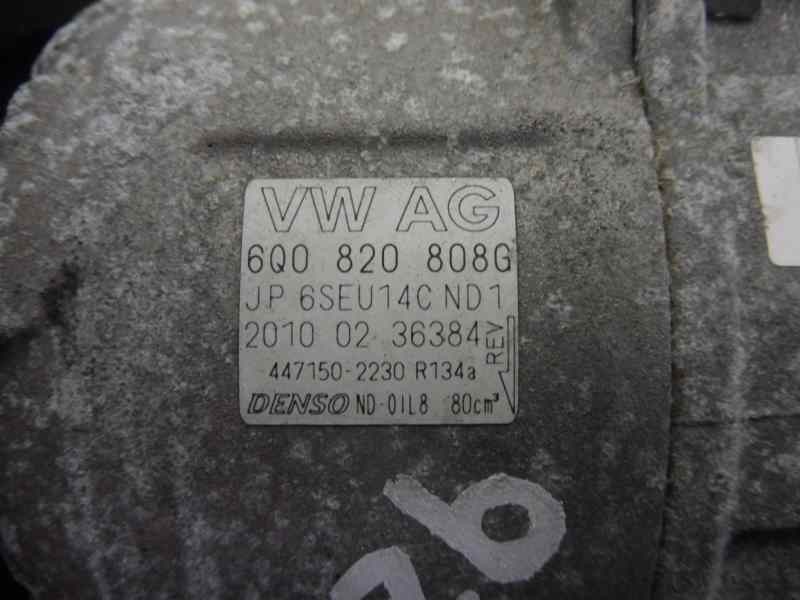 VW AG
6Q0 820 808G
JP 6SEU14C ND1
2010 02 36384
REV
447150-2230 R134a
DENSO ND-OIL8 80cm³